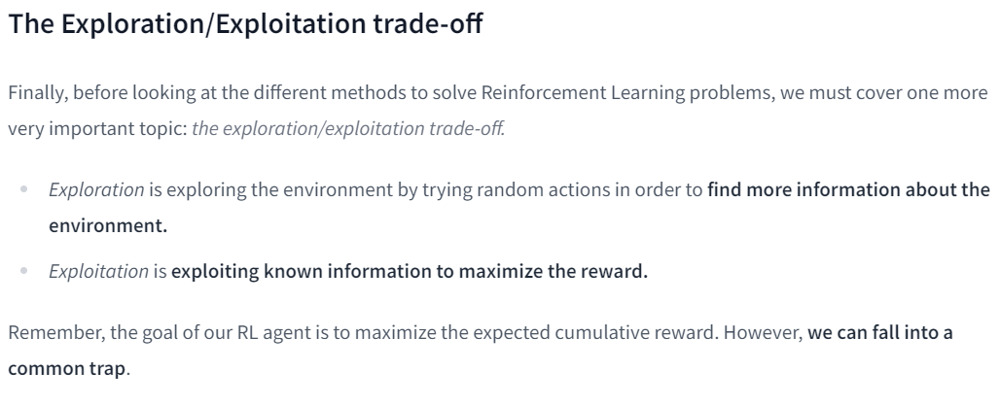 The Exploration/Exploitation trade-off
Finally, before looking at the different methods to solve Reinforcement Learning problems, we must cover one more
very important topic: the exploration/exploitation trade-off.
Exploration is exploring the environment by trying random actions in order to find more information about the
environment.
Exploitation is exploiting known information to maximize the reward.
Remember, the goal of our RL agent is to maximize the expected cumulative reward. However, we can fall into a
common trap.